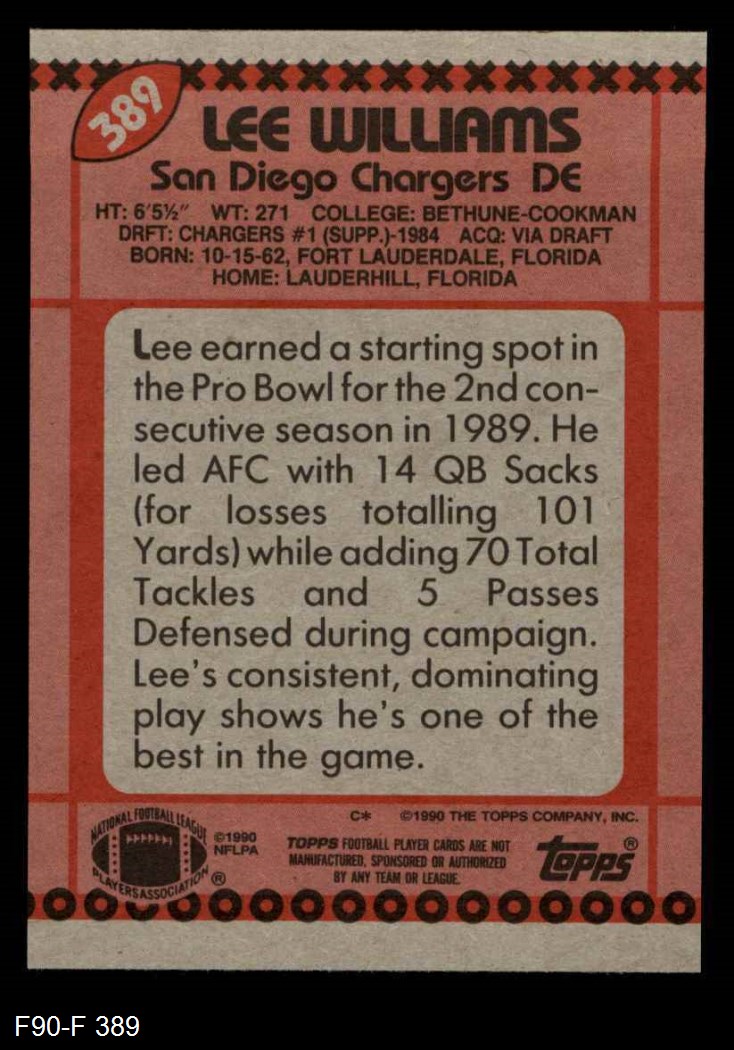 389
LEE WILLIAMS
San Diego Chargers DE
HT: 6'5½" WT: 271 COLLEGE: BETHUNE-COOKMAN
DRFT: CHARGERS #1 (SUPP.)-1984 ACQ: VIA DRAFT
BORN: 10-15-62, FORT LAUDERDALE, FLORIDA
HOME: LAUDERHILL, FLORIDA
Lee earned a starting spot in
the Pro Bowl for the 2nd con-
secutive season in 1989. He
led AFC with 14 QB Sacks
(for losses totalling 101
Yards) while adding 70 Total
Tackles and 5 Passes
Defensed during campaign.
Lee's consistent, dominating
play shows he's one of the
best in the game.
C* ©1990 THE TOPPS COMPANY, INC.
NATIONAL FOOTBALL LEAGUE
PLAYERS ASSOCIATION ®
©1990
NFLPA
TOPPS FOOTBALL PLAYER CARDS ARE NOT
MANUFACTURED, SPONSORED OR AUTHORIZED
BY ANY TEAM OR LEAGUE.
topps®
F90-F 389